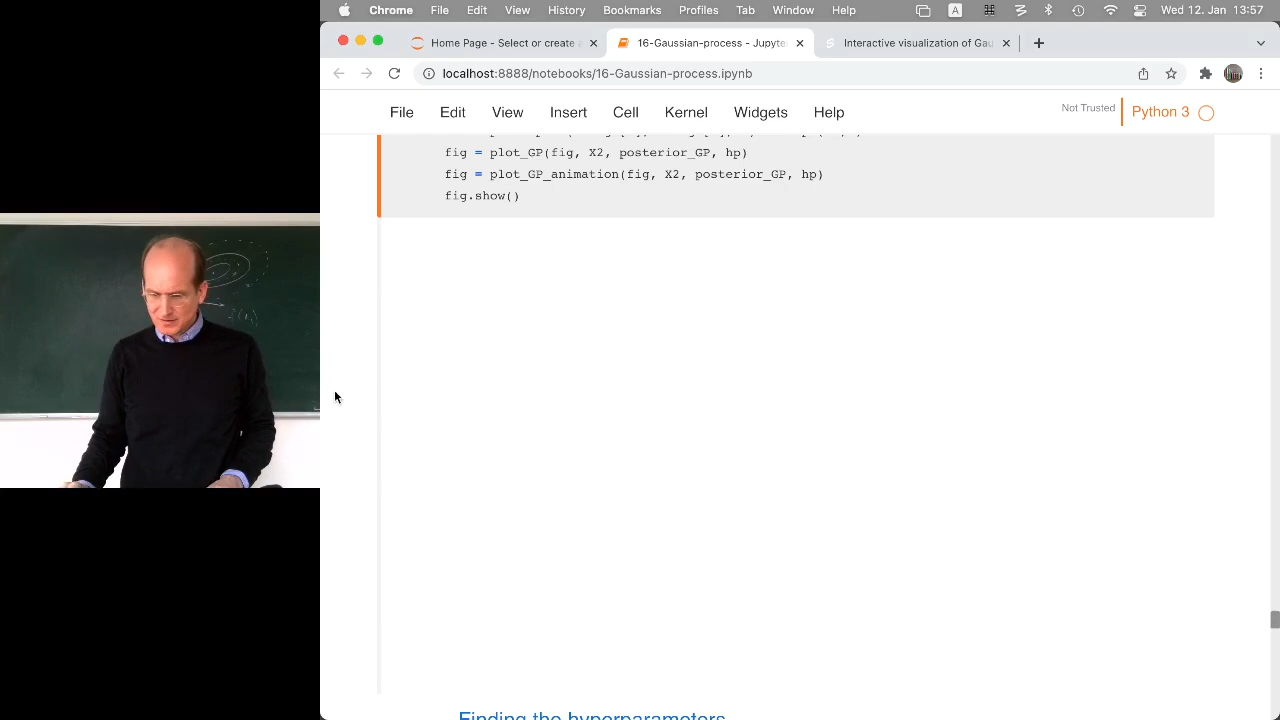 Chrome File Edit View History Bookmarks Profiles Tab Window Help A Wed 12. Jan 13:57
Home Page - Select or create 16-Gaussian-process - Jupyte Interactive visualization of Gau
localhost:8888/notebooks/16-Gaussian-process.ipynb
File Edit View Insert Cell Kernel Widgets Help Not Trusted Python 3
fig = plot_GP(fig, X2, posterior_GP, hp)
fig = plot_GP_animation(fig, X2, posterior_GP, hp)
fig.show()
Finding the hyperparameters